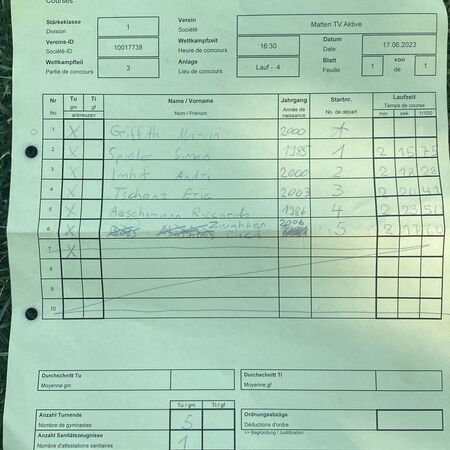 Courses
Stärkeklasse
Division
1
Verein
Société
Matten TV Aktive
Vereins-ID
Société-ID
10017738
Wettkampfzeit
Heure de concours
16:30
Datum
Date
17.06.2023
Wettkampfteil
Partie de concours
3
Anlage
Lieu de concours
Lauf - 4
Blatt
Feuille
1
von
de
1
Nr
No
Tu
gm
Ti
gf
ankreuzen
Name / Vorname
Nom / Prénom
Jahrgang
Année de naissance
Startnr.
No. de départ
Laufzeit
Temps de course
min
sek
1/100
1 X Griffith 2000
2 X Spieler Simon 1985 1 2 15 75
3 X Imhof Andri 2000 2 2
4 X Tschanz Eric 2003 3 2
5 X Aeschimann Riccardo 1986 4 2 23
6 X 2006 5 2
7 X
8
9
10
Durchschnitt Tu
Moyenne gm
Durchschnitt Ti
Moyenne gf
Tu / gm
Ti / gf
Anzahl Turnende
Nombre de gymnastes
5
Ordnungsabzüge
Déductions d'ordre
>> Begründung / Justification
Anzahl Sanitätszeugnisse
Nombre d'attestations sanitaires
1